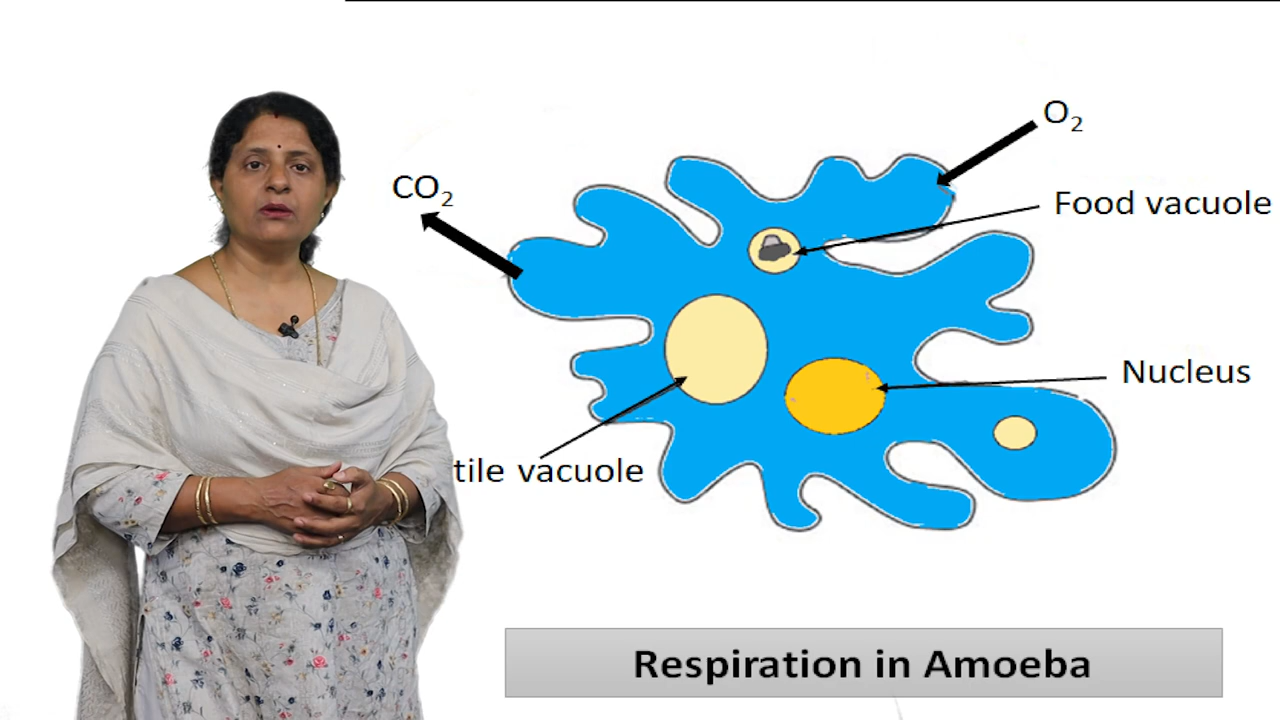 O₂
CO₂
Food vacuole
Nucleus
tile vacuole
Respiration in Amoeba